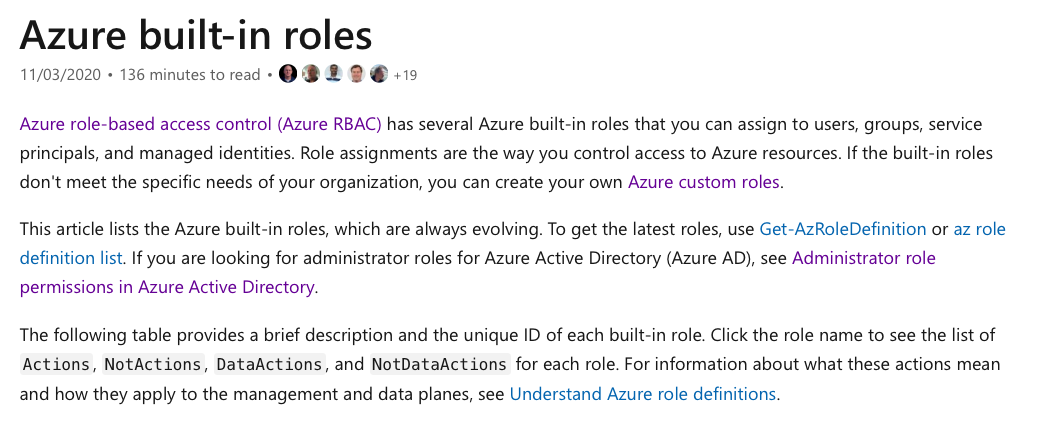 Azure built-in roles
11/03/2020 • 136 minutes to read • +19
Azure role-based access control (Azure RBAC) has several Azure built-in roles that you can assign to users, groups, service
principals, and managed identities. Role assignments are the way you control access to Azure resources. If the built-in roles
don't meet the specific needs of your organization, you can create your own Azure custom roles.
This article lists the Azure built-in roles, which are always evolving. To get the latest roles, use Get-AzRoleDefinition or az role
definition list. If you are looking for administrator roles for Azure Active Directory (Azure AD), see Administrator role
permissions in Azure Active Directory.
The following table provides a brief description and the unique ID of each built-in role. Click the role name to see the list of
Actions, NotActions, DataActions, and NotDataActions for each role. For information about what these actions mean
and how they apply to the management and data planes, see Understand Azure role definitions.